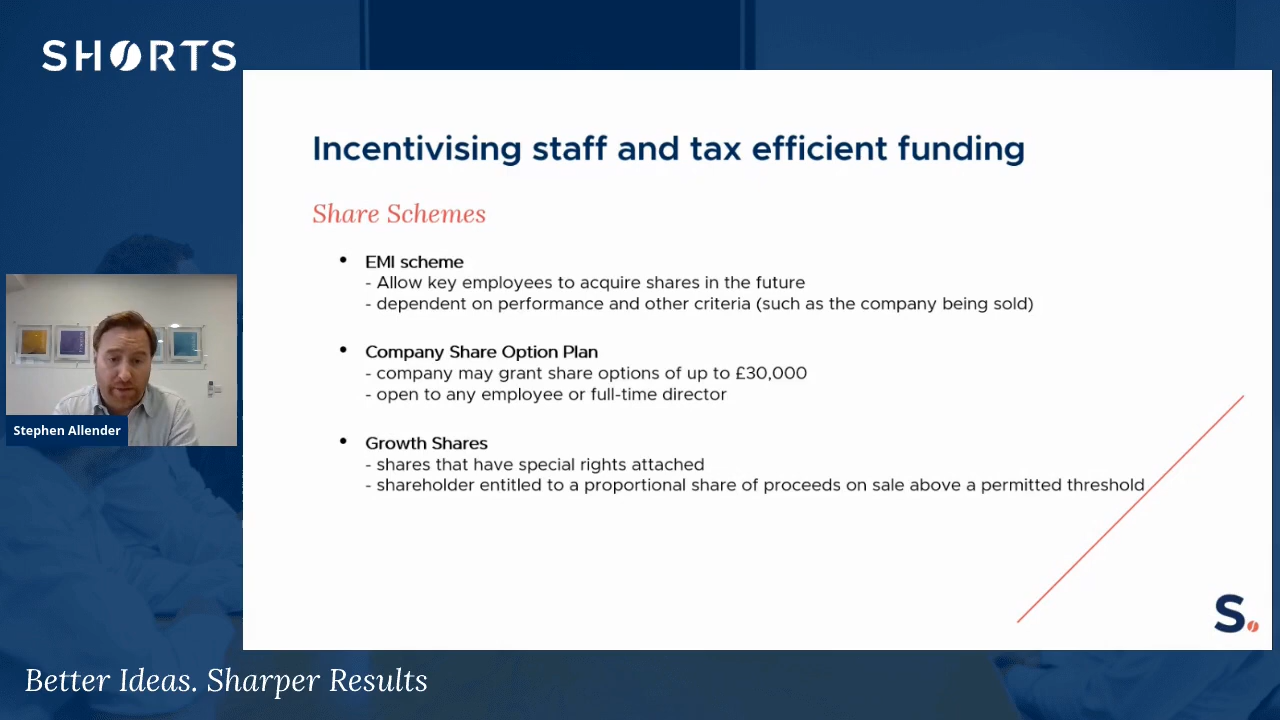 SHORTS
Incentivising staff and tax efficient funding
Share Schemes
• EMI scheme
- Allow key employees to acquire shares in the future
- dependent on performance and other criteria (such as the company being sold)
• Company Share Option Plan
- company may grant share options of up to £30,000
- open to any employee or full-time director
• Growth Shares
- shares that have special rights attached
- shareholder entitled to a proportional share of proceeds on sale above a permitted threshold
Stephen Allender
S.
Better Ideas. Sharper Results